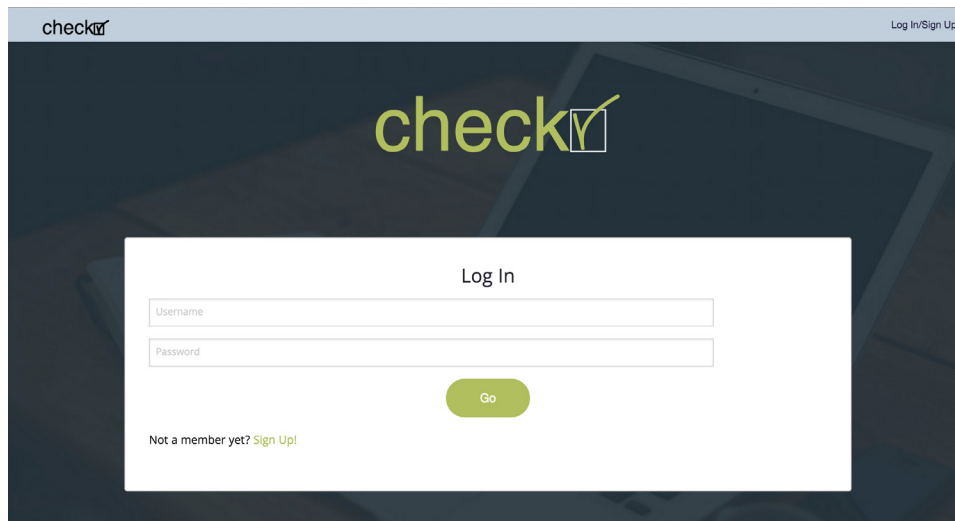 check
Log In/Sign Up
check
Log In
Username
Password
Go
Not a member yet? Sign Up!